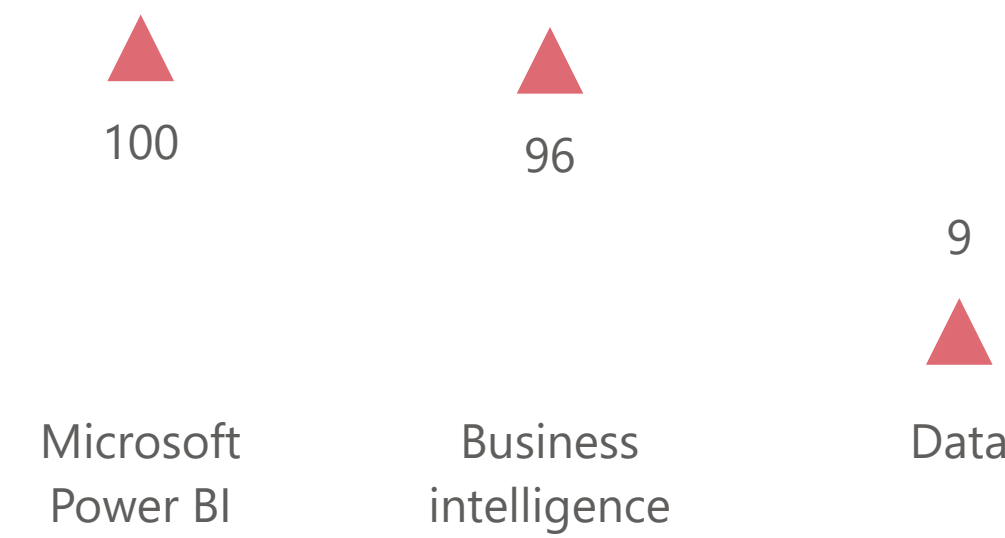 100
96
9
Microsoft
Power BI
Business
intelligence
Data